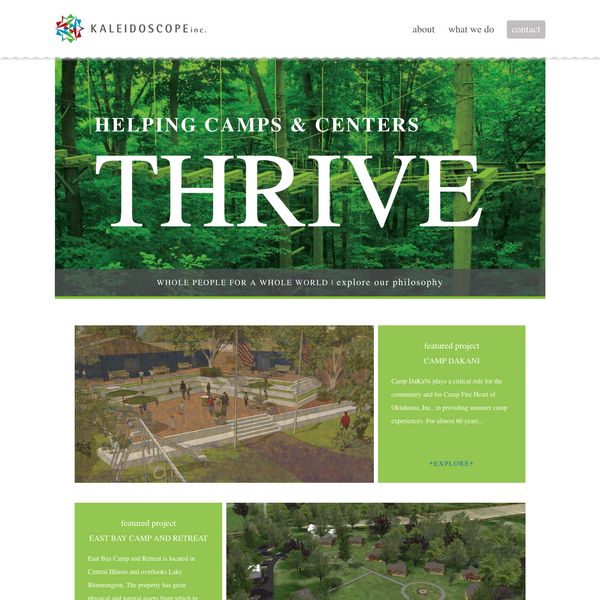 KALEIDOSCOPE inc.
about what we do contact
HELPING CAMPS & CENTERS
THRIVE
WHOLE PEOPLE FOR A WHOLE WORLD | explore our philosophy
featured project
CAMP DAKANI
Camp DaKaNi plays a critical role for the
community and for Camp Fire Heart of
Oklahoma, Inc., in providing summer camp
experiences. For almost 60 years...
+EXPLORE+
featured project
EAST BAY CAMP AND RETREAT
East Bay Camp and Retreat is located in
Central Illinois and overlooks Lake
Bloomington. The property has great
physical and natural assets from which to